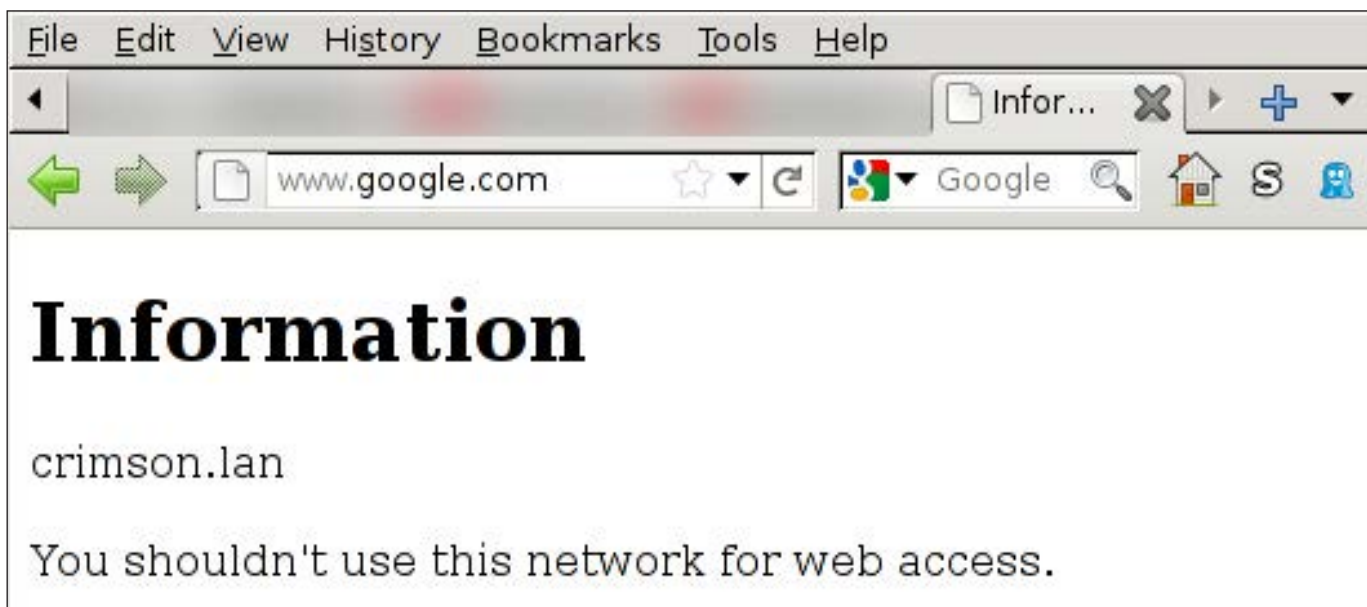 File Edit View History Bookmarks Tools Help
Infor...
www.google.com Google S
Information
crimson.lan
You shouldn't use this network for web access.